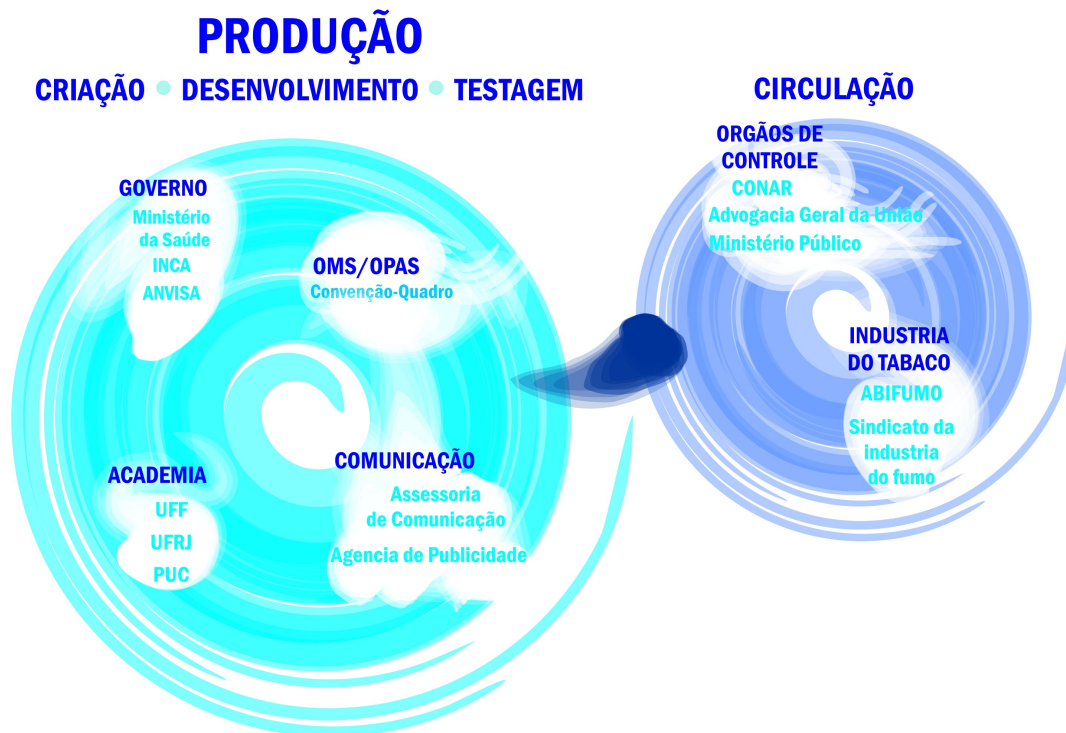 PRODUÇÃO
CRIAÇÃO • DESENVOLVIMENTO • TESTAGEM
GOVERNO
Ministério
da Saúde
INCA
ANVISA
OMS/OPAS
Convenção-Quadro
ACADEMIA
UFF
UFRJ
PUC
COMUNICAÇÃO
Assessoria
de Comunicação
Agencia de Publicidade
CIRCULAÇÃO
ORGÃOS DE
CONTROLE
CONAR
Advogacia Geral da União
Ministério Público
INDUSTRIA
DO TABACO
ABIFUMO
Sindicato da
industria
do fumo